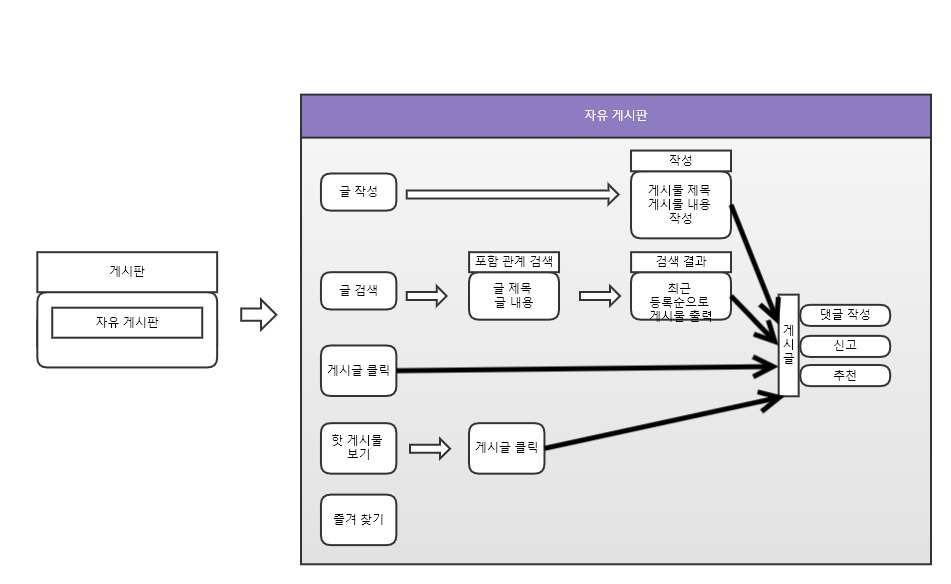 자유 게시판
작성
글 작성
게시물 제목
게시물 내용
작성
게시판
자유 게시판
포함 관계 검색
검색 결과
글 검색
글 제목
글 내용
최근
등록순으로
게시물 출력
게
시
글
댓글 작성
신고
추천
게시글 클릭
핫 게시물
보기
게시글 클릭
즐겨 찾기